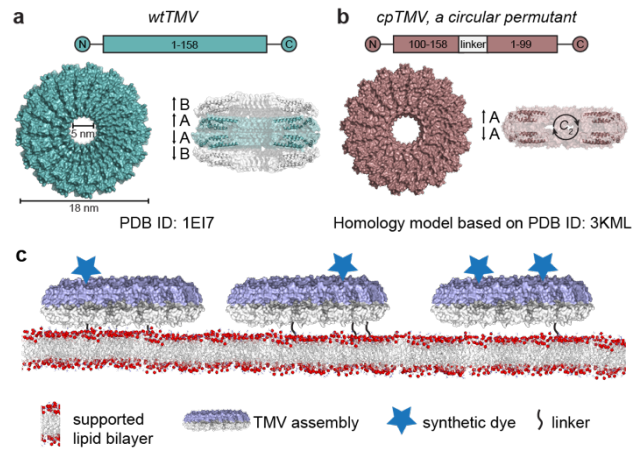 a wtTMV
N 1-158 C
5 nm
18 nm
↑B
↑A
↓A
↓B
PDB ID: 1EI7
b cpTMV, a circular permutant
N 100-158 linker 1-99 C
↑A
↓A
C2
Homology model based on PDB ID: 3KML
c
supported
lipid bilayer
TMV assembly
synthetic dye
linker